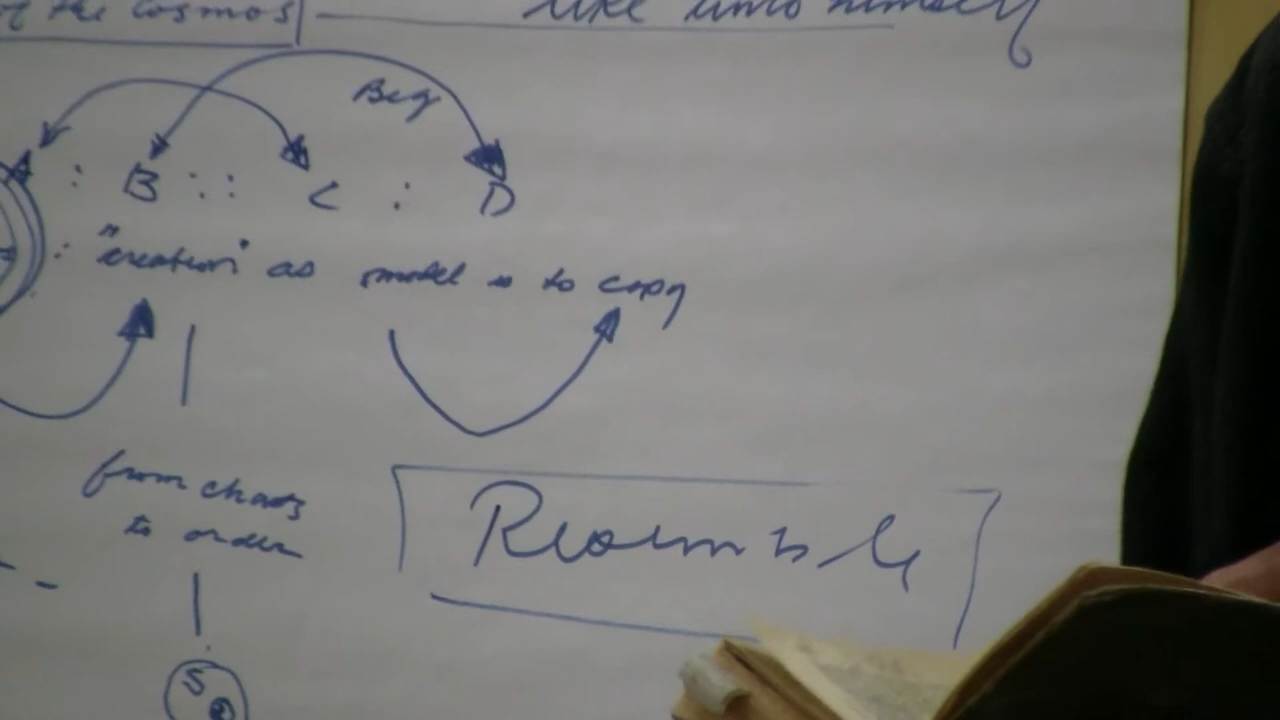 of the Cosmos like unto himself
Beg
A : B :: C : D
: "creation" as model is to copy
from chaos
to order
S